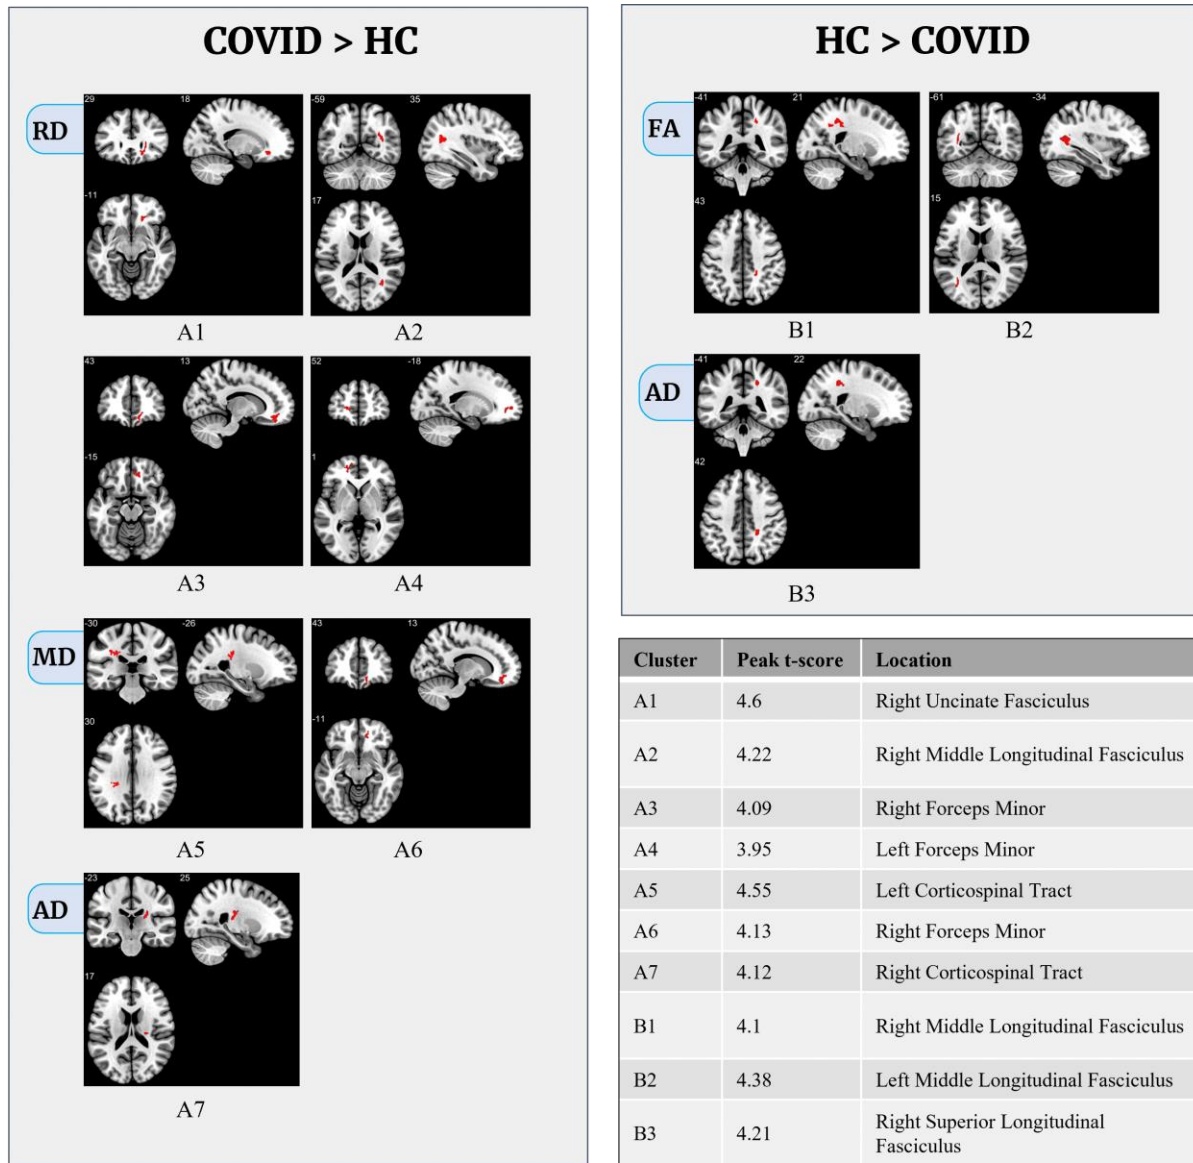 COVID > HC
RD
29 18
-11
A1
-59 35
17
A2
43 13
-15
A3
52 -18
1
A4
MD
-30 -26
30
A5
43 13
-11
A6
AD
-23 25
17
A7
HC > COVID
FA
-41 21
43
B1
-61 -34
15
B2
AD
-41 22
42
B3
Cluster Peak t-score Location
A1 4.6 Right Uncinate Fasciculus
A2 4.22 Right Middle Longitudinal Fasciculus
A3 4.09 Right Forceps Minor
A4 3.95 Left Forceps Minor
A5 4.55 Left Corticospinal Tract
A6 4.13 Right Forceps Minor
A7 4.12 Right Corticospinal Tract
B1 4.1 Right Middle Longitudinal Fasciculus
B2 4.38 Left Middle Longitudinal Fasciculus
B3 4.21 Right Superior Longitudinal
Fasciculus